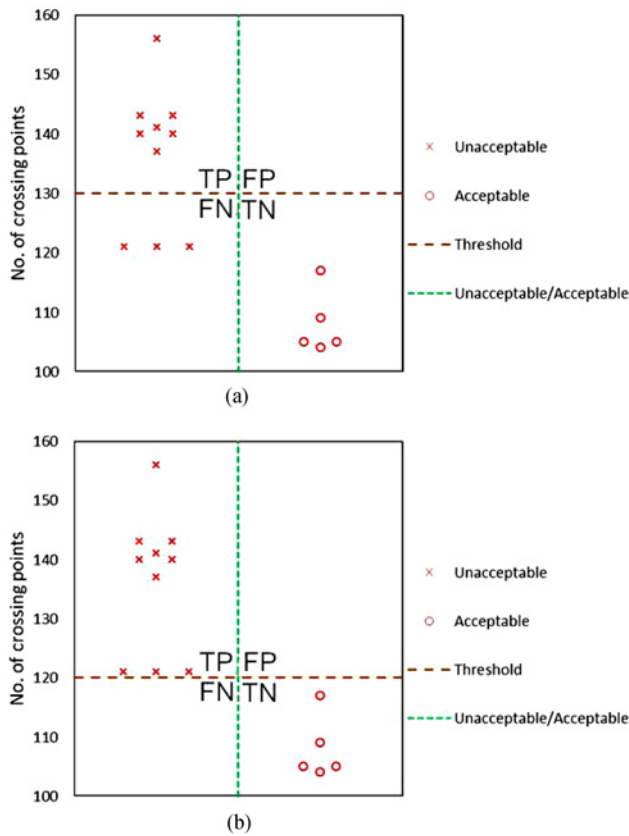 160
150
140
130
120
110
100
No. of crossing points
TP FP
FN TN
Unacceptable
Acceptable
Threshold
Unacceptable/Acceptable
(a)
160
150
140
130
120
110
100
No. of crossing points
TP FP
FN TN
Unacceptable
Acceptable
Threshold
Unacceptable/Acceptable
(b)